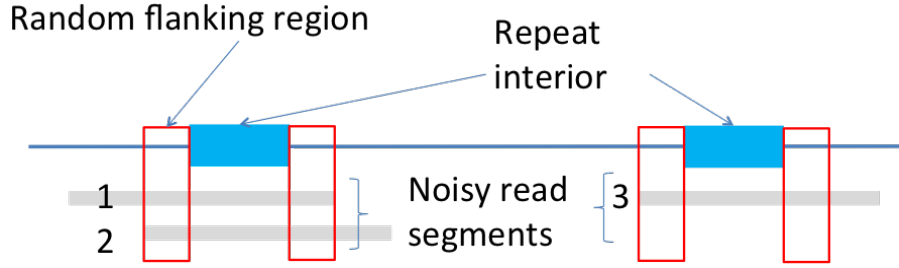 Random flanking region
Repeat
interior
1
2
Noisy read
segments
3